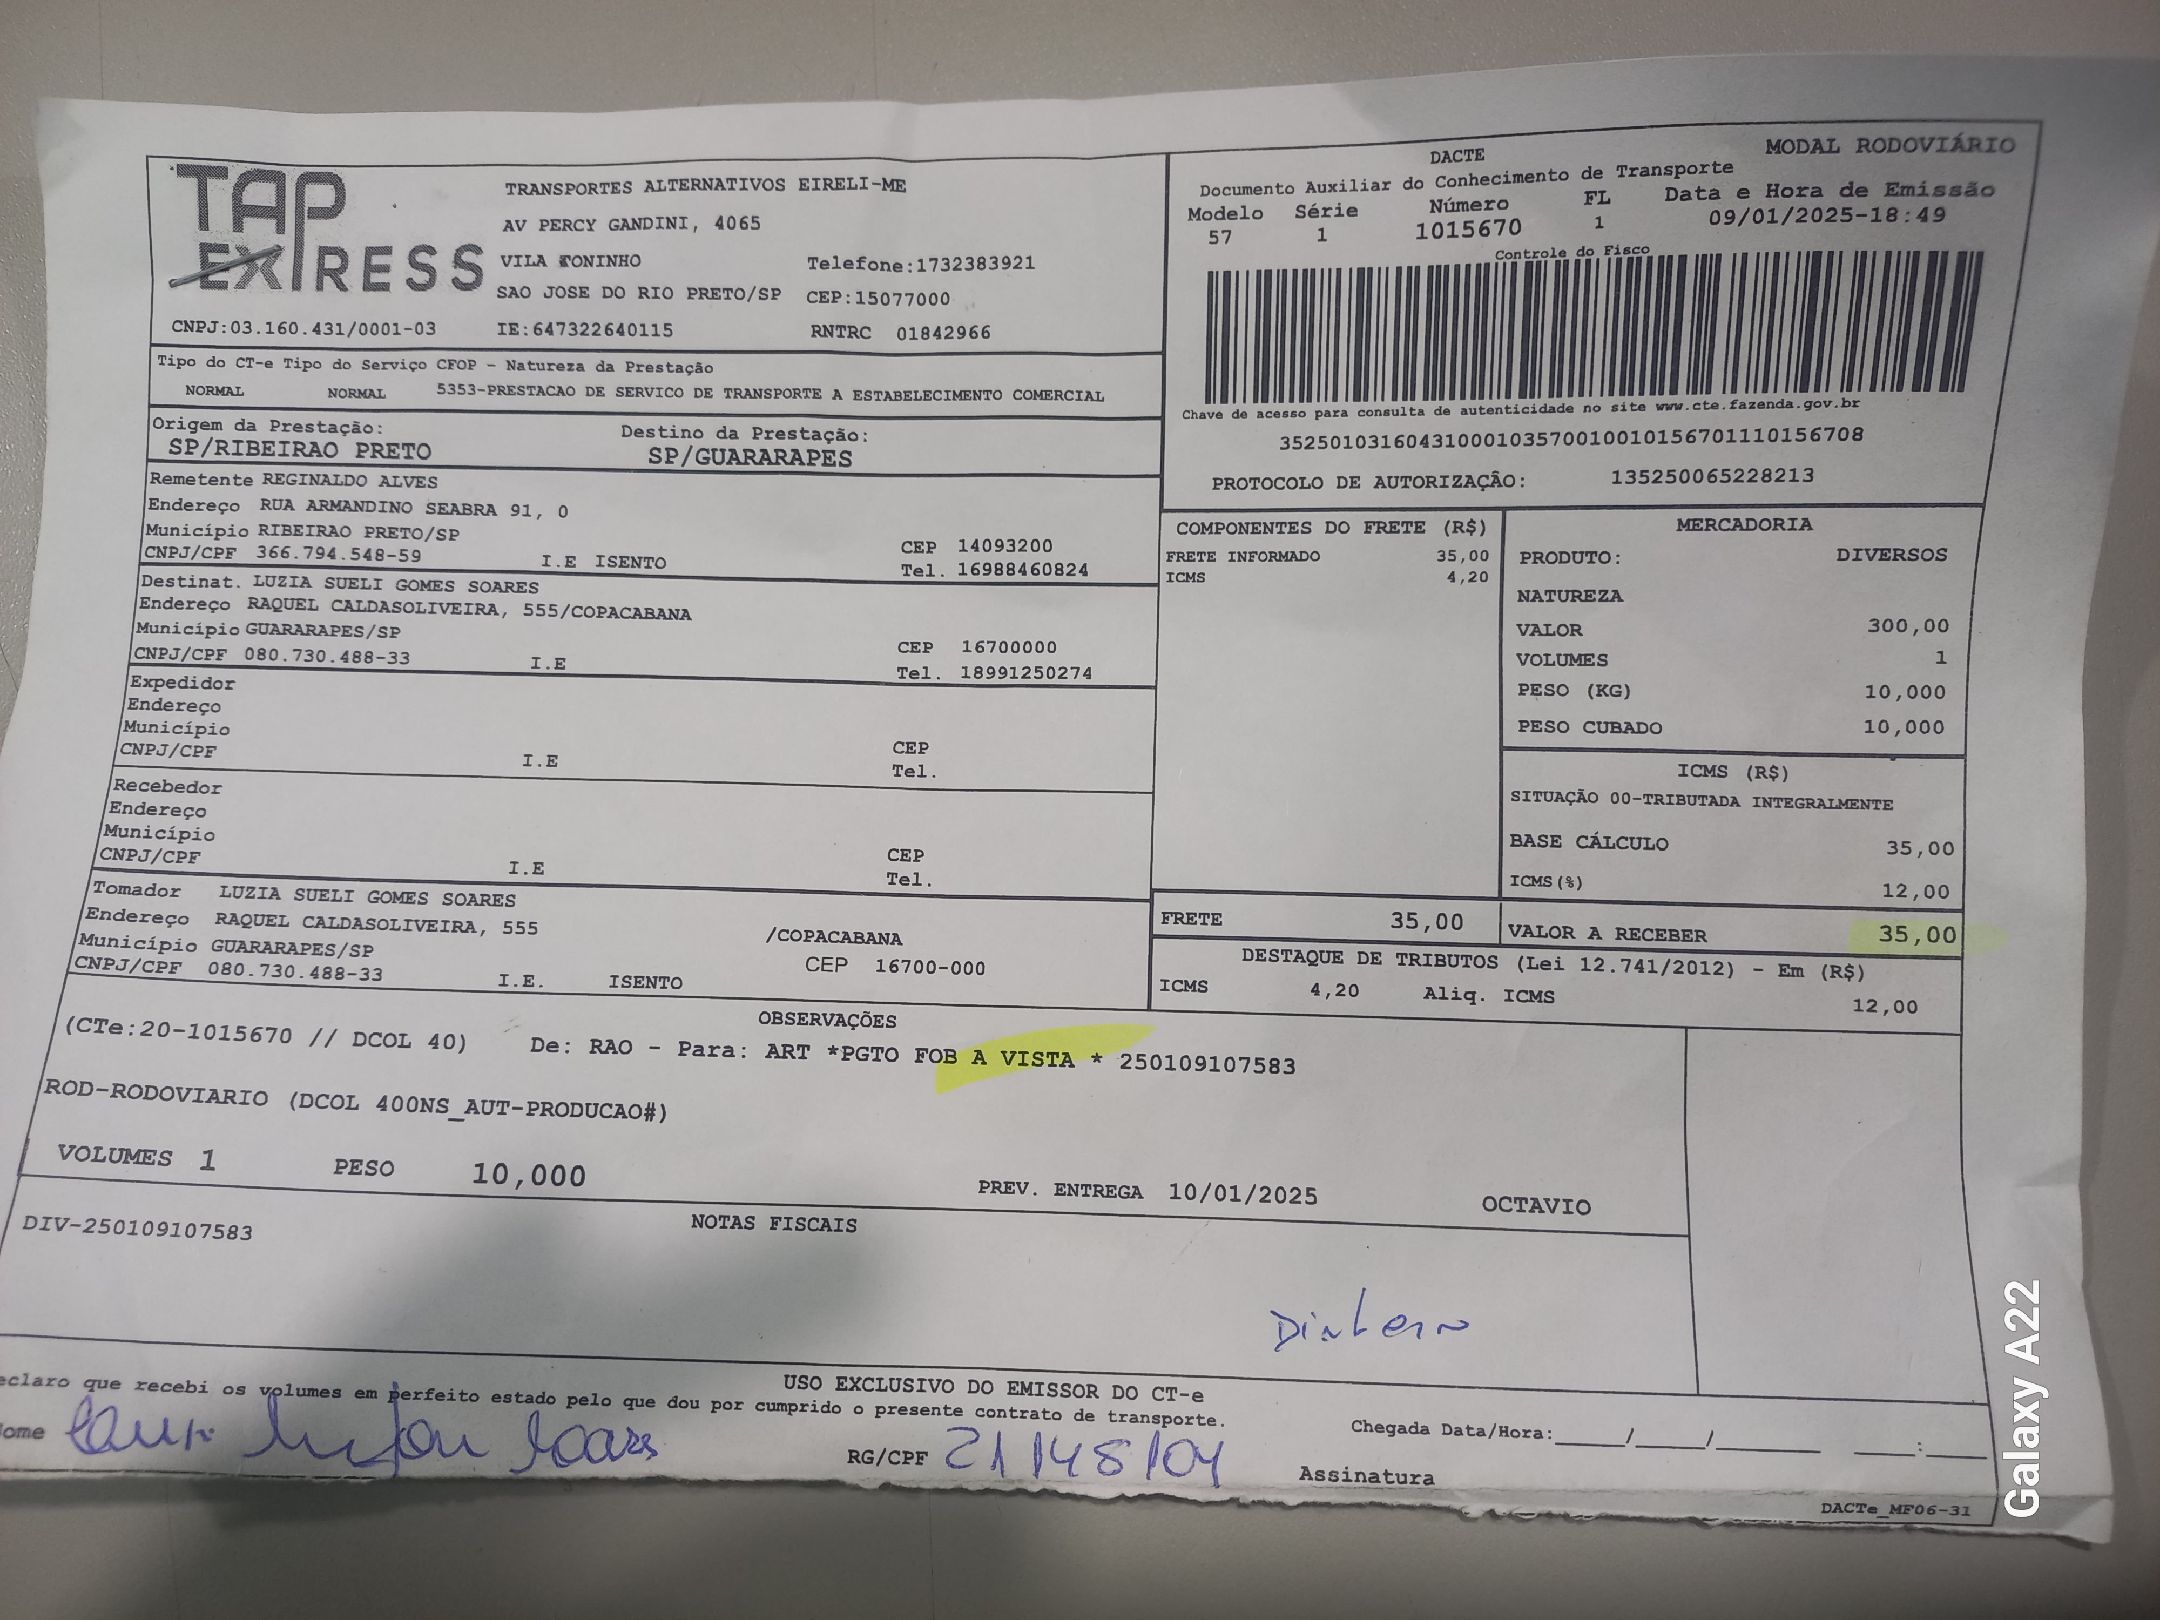 TAP EXPRESS
TRANSPORTES ALTERNATIVOS EIRELI-ME
AV PERCY GANDINI, 4065
VILA TONINHO Telefone:1732383921
SAO JOSE DO RIO PRETO/SP CEP:15077000
CNPJ:03.160.431/0001-03 IE:647322640115 RNTRC 01842966
MODAL RODOVIÁRIO
DACTE
Documento Auxiliar do Conhecimento de Transporte
Modelo Série Número FL Data e Hora de Emissão
57 1 1015670 1 09/01/2025-18:49
Controle do Fisco
Chave de acesso para consulta de autenticidade no site www.cte.fazenda.gov.br
35250103160431000103570010010156701110156708
PROTOCOLO DE AUTORIZAÇÃO: 135250065228213
Tipo do CT-e Tipo do Serviço CFOP - Natureza da Prestação
NORMAL NORMAL 5353-PRESTACAO DE SERVICO DE TRANSPORTE A ESTABELECIMENTO COMERCIAL
Origem da Prestação: Destino da Prestação:
SP/RIBEIRAO PRETO SP/GUARARAPES
Remetente REGINALDO ALVES
Endereço RUA ARMANDINO SEABRA 91, 0
Município RIBEIRAO PRETO/SP CEP 14093200
CNPJ/CPF 366.794.548-59 I.E ISENTO Tel. 16988460824
Destinat. LUZIA SUELI GOMES SOARES
Endereço RAQUEL CALDASOLIVEIRA, 555/COPACABANA
Município GUARARAPES/SP CEP 16700000
CNPJ/CPF 080.730.488-33 I.E Tel. 18991250274
Expedidor
Endereço
Município CEP
CNPJ/CPF I.E Tel.
Recebedor
Endereço
Município CEP
CNPJ/CPF I.E Tel.
Tomador LUZIA SUELI GOMES SOARES
Endereço RAQUEL CALDASOLIVEIRA, 555 /COPACABANA
Município GUARARAPES/SP CEP 16700-000
CNPJ/CPF 080.730.488-33 I.E. ISENTO
COMPONENTES DO FRETE (R$)
FRETE INFORMADO 35,00
ICMS 4,20
MERCADORIA
PRODUTO: DIVERSOS
NATUREZA
VALOR 300,00
VOLUMES 1
PESO (KG) 10,000
PESO CUBADO 10,000
ICMS (R$)
SITUAÇÃO 00-TRIBUTADA INTEGRALMENTE
BASE CÁLCULO 35,00
ICMS(%) 12,00
FRETE 35,00 VALOR A RECEBER 35,00
DESTAQUE DE TRIBUTOS (Lei 12.741/2012) - Em (R$)
ICMS 4,20 Aliq. ICMS 12,00
OBSERVAÇÕES
(CTe:20-1015670 // DCOL 40) De: RAO - Para: ART *PGTO FOB A VISTA * 250109107583
ROD-RODOVIARIO (DCOL 400NS_AUT-PRODUCAO#)
VOLUMES 1 PESO 10,000 PREV. ENTREGA 10/01/2025 OCTAVIO
NOTAS FISCAIS
DIV-250109107583
Dinheiro
USO EXCLUSIVO DO EMISSOR DO CT-e
eclaro que recebi os volumes em perfeito estado pelo que dou por cumprido o presente contrato de transporte.
ome Soares RG/CPF 21148104
Chegada Data/Hora:_____/_____/_______ ____:____
Assinatura
DACTe_MF06-31
Galaxy A22